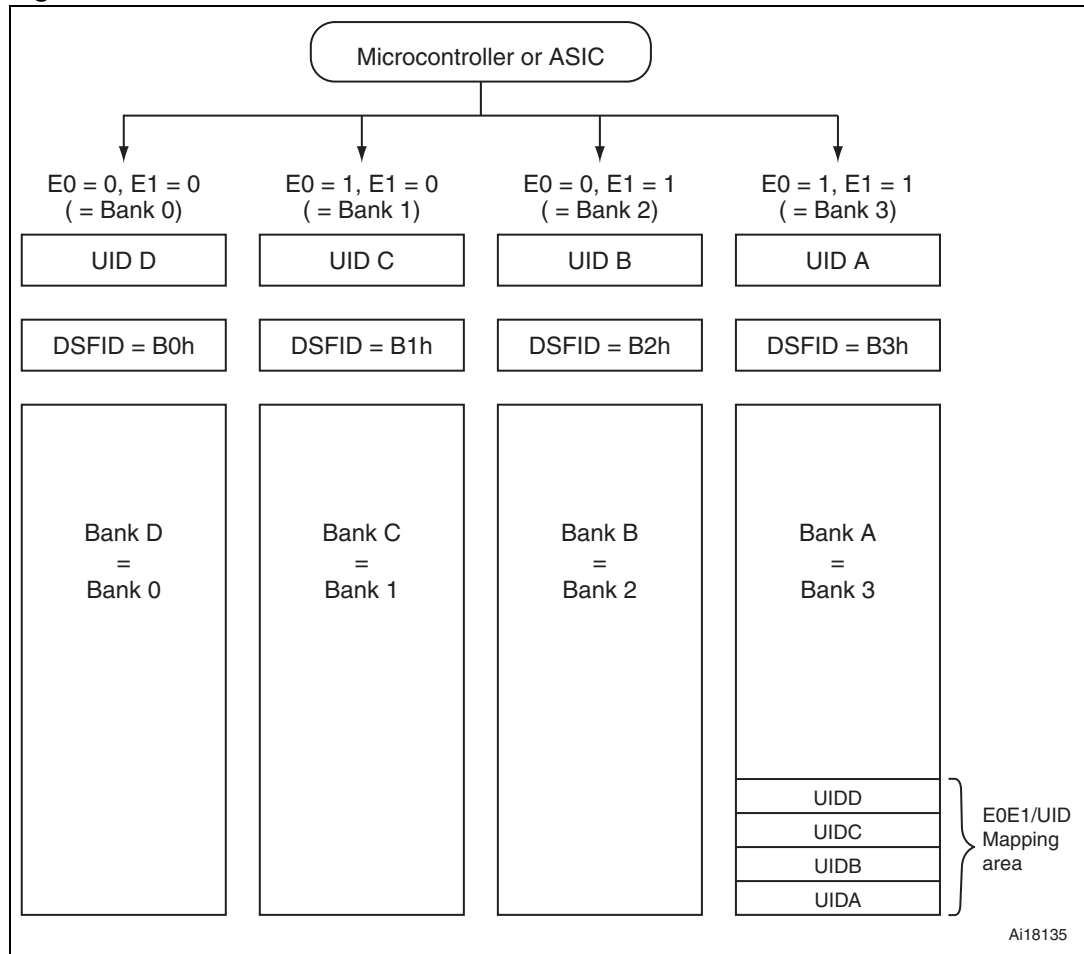 Microcontroller or ASIC
E0 = 0, E1 = 0
( = Bank 0)
E0 = 1, E1 = 0
( = Bank 1)
E0 = 0, E1 = 1
( = Bank 2)
E0 = 1, E1 = 1
( = Bank 3)
UID D
UID C
UID B
UID A
DSFID = B0h
DSFID = B1h
DSFID = B2h
DSFID = B3h
Bank D
=
Bank 0
Bank C
=
Bank 1
Bank B
=
Bank 2
Bank A
=
Bank 3
UIDD
UIDC
UIDB
UIDA
E0E1/UID
Mapping
area
Ai18135